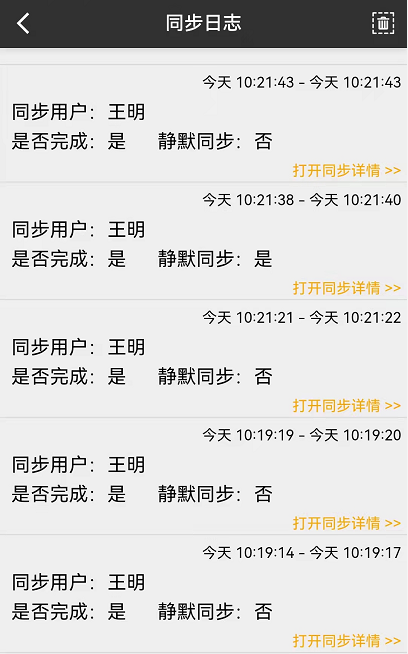 同步日志
今天 10:21:43 - 今天 10:21:43
同步用户：王明
是否完成：是 静默同步：否
打开同步详情 >>
今天 10:21:38 - 今天 10:21:40
同步用户：王明
是否完成：是 静默同步：是
打开同步详情 >>
今天 10:21:21 - 今天 10:21:22
同步用户：王明
是否完成：是 静默同步：否
打开同步详情 >>
今天 10:19:19 - 今天 10:19:20
同步用户：王明
是否完成：是 静默同步：否
打开同步详情 >>
今天 10:19:14 - 今天 10:19:17
同步用户：王明
是否完成：是 静默同步：否
打开同步详情 >>